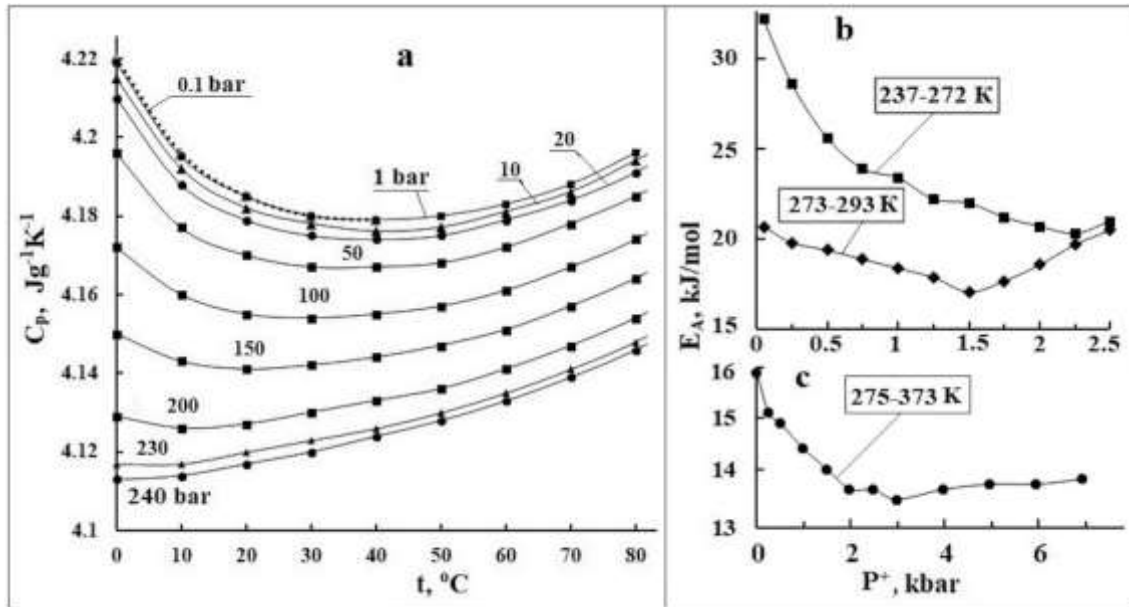 a
0.1 bar
1 bar
10
20
50
100
150
200
230
240 bar
4.22
4.2
4.18
4.16
4.14
4.12
4.1
Cp, Jg⁻¹K⁻¹
0 10 20 30 40 50 60 70 80
t, °C
b
237-272 K
273-293 K
30
25
20
15
0 0.5 1 1.5 2 2.5
E_A, kJ/mol
c
275-373 K
16
15
14
13
0 2 4 6
P⁺, kbar